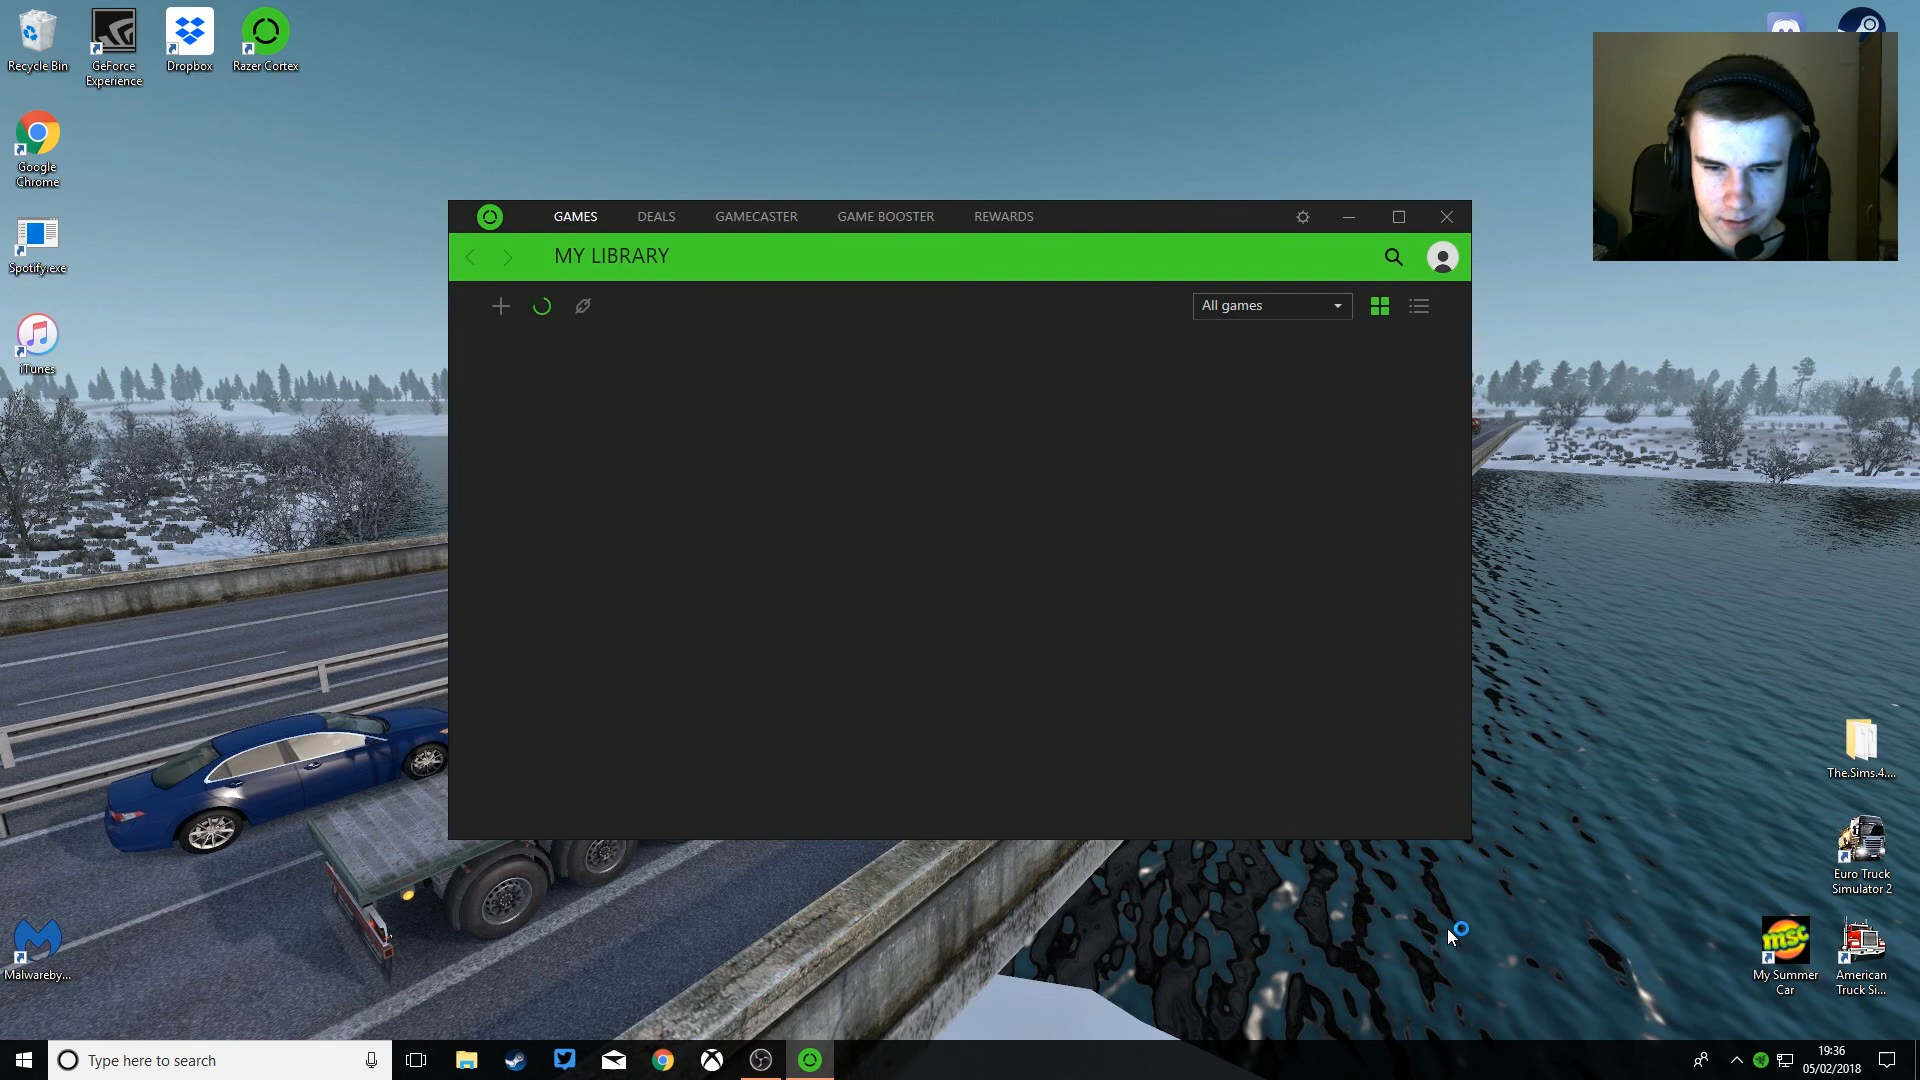 Recycle Bin
GeForce
Experience
Dropbox
Razer Cortex
Google
Chrome
Spotify.exe
iTunes
Malwareby...
GAMES
DEALS
GAMECASTER
GAME BOOSTER
REWARDS
MY LIBRARY
All games
The.Sims.4....
Euro Truck
Simulator 2
msc
My Summer
Car
American
Truck Si...
Type here to search
19:36
05/02/2018